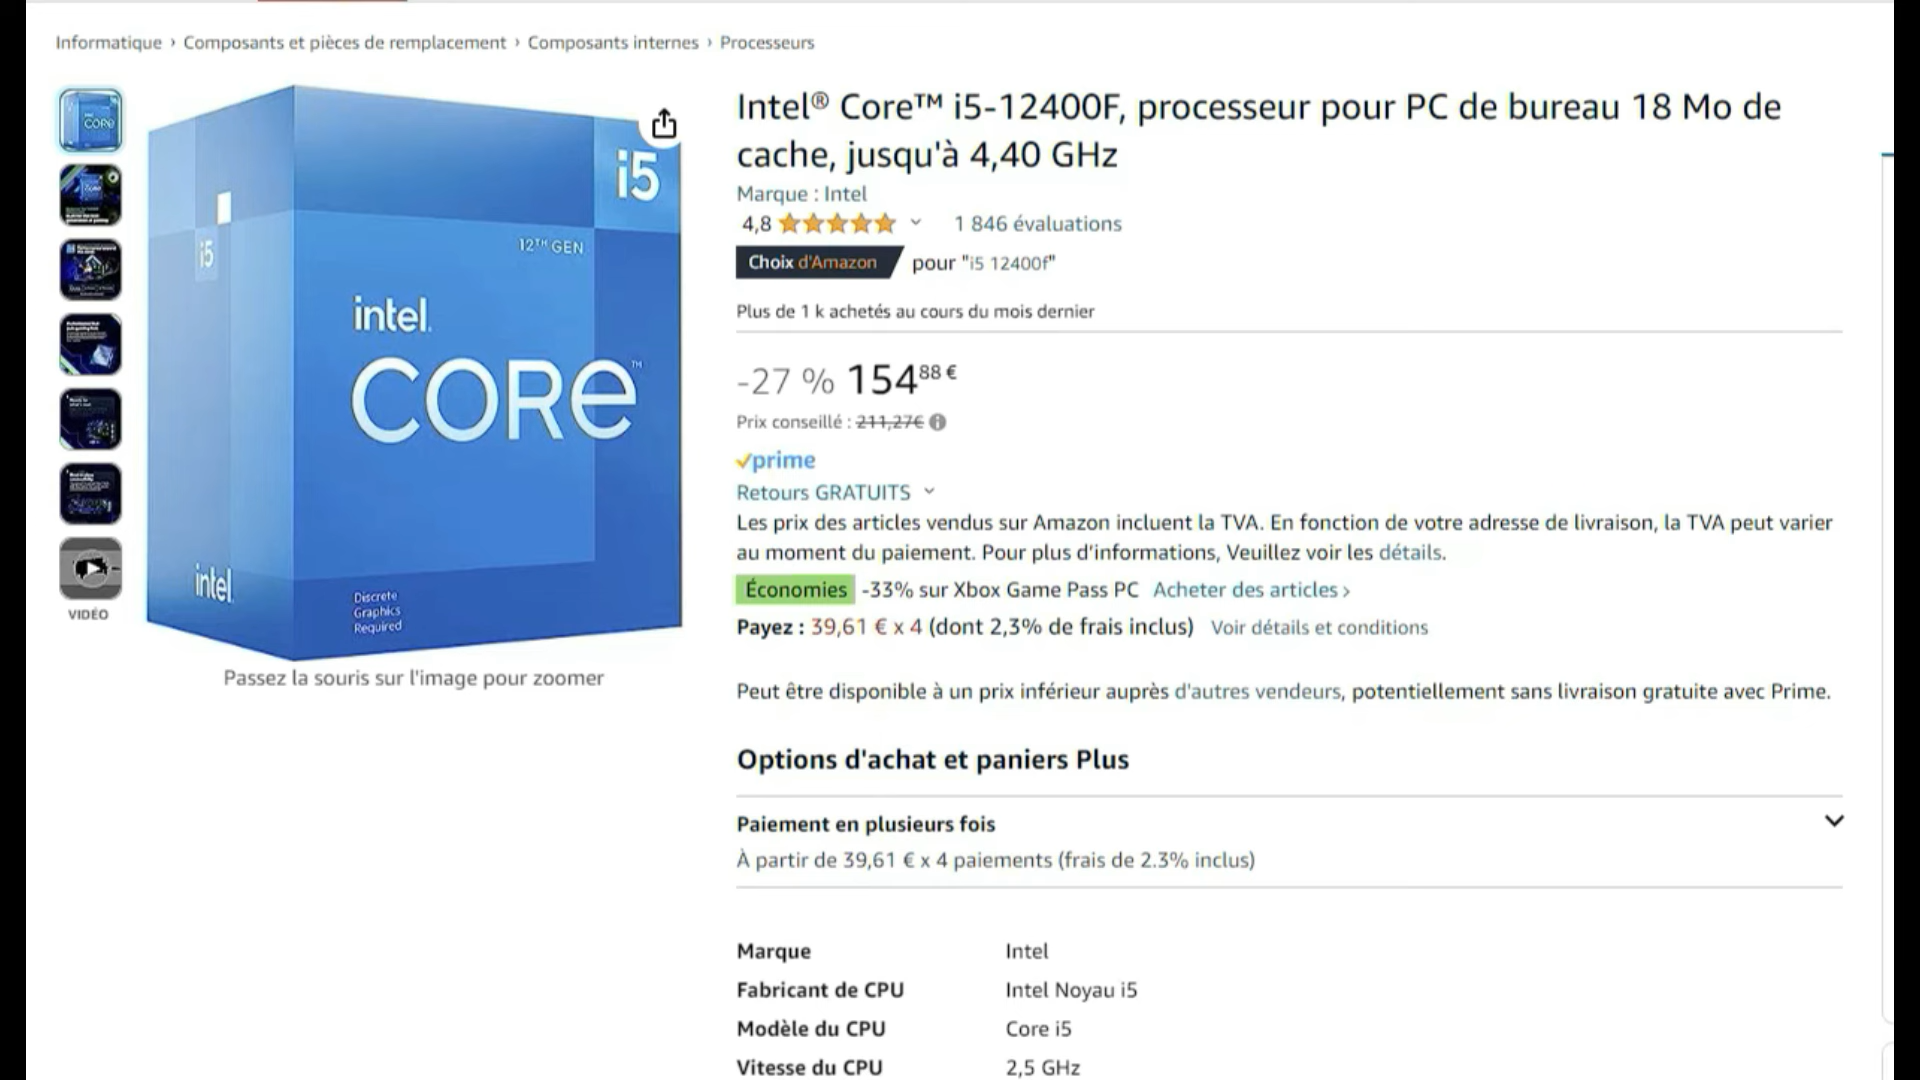 Informatique › Composants et pièces de remplacement › Composants internes › Processeurs
Intel® Core™ i5-12400F, processeur pour PC de bureau 18 Mo de
cache, jusqu'à 4,40 GHz
Marque : Intel
4,8 1 846 évaluations
Choix d'Amazon pour "i5 12400f"
Plus de 1 k achetés au cours du mois dernier
-27 % 15488 €
Prix conseillé : 211,27€
prime
Retours GRATUITS
Les prix des articles vendus sur Amazon incluent la TVA. En fonction de votre adresse de livraison, la TVA peut varier
au moment du paiement. Pour plus d'informations, Veuillez voir les détails.
Économies -33% sur Xbox Game Pass PC Acheter des articles ›
Payez : 39,61 € x 4 (dont 2,3% de frais inclus) Voir détails et conditions
Peut être disponible à un prix inférieur auprès d'autres vendeurs, potentiellement sans livraison gratuite avec Prime.
Options d'achat et paniers Plus
Paiement en plusieurs fois
À partir de 39,61 € x 4 paiements (frais de 2.3% inclus)
Marque Intel
Fabricant de CPU Intel Noyau i5
Modèle du CPU Core i5
Vitesse du CPU 2,5 GHz
i5
i5
12TH GEN
intel.
CORE™
intel.
Discrete
Graphics
Required
CORE
VIDÉO
Passez la souris sur l'image pour zoomer